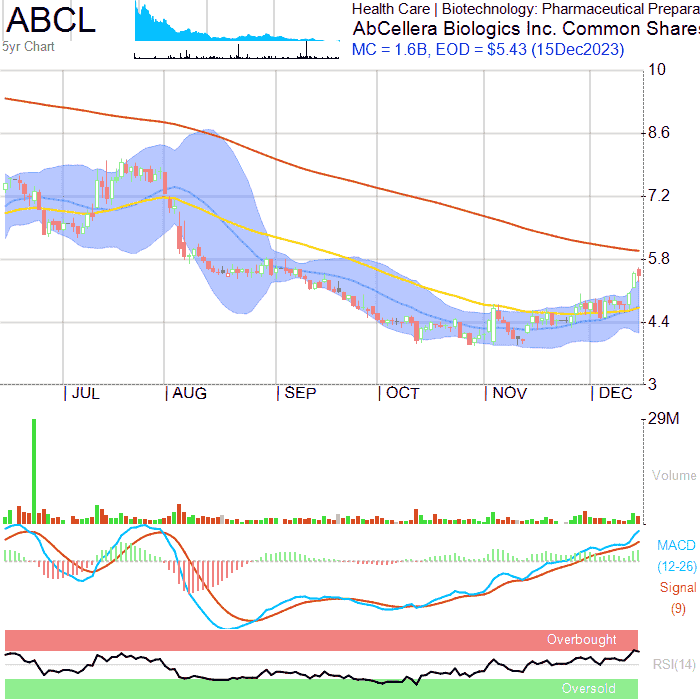 ABCL
5yr Chart
Health Care | Biotechnology: Pharmaceutical Prepara
AbCellera Biologics Inc. Common Shares
MC = 1.6B, EOD = $5.43 (15Dec2023)
10
8.6
7.2
5.8
4.4
3
JUL
AUG
SEP
OCT
NOV
DEC
29M
Volume
MACD
(12-26)
Signal
(9)
Overbought
RSI(14)
Oversold